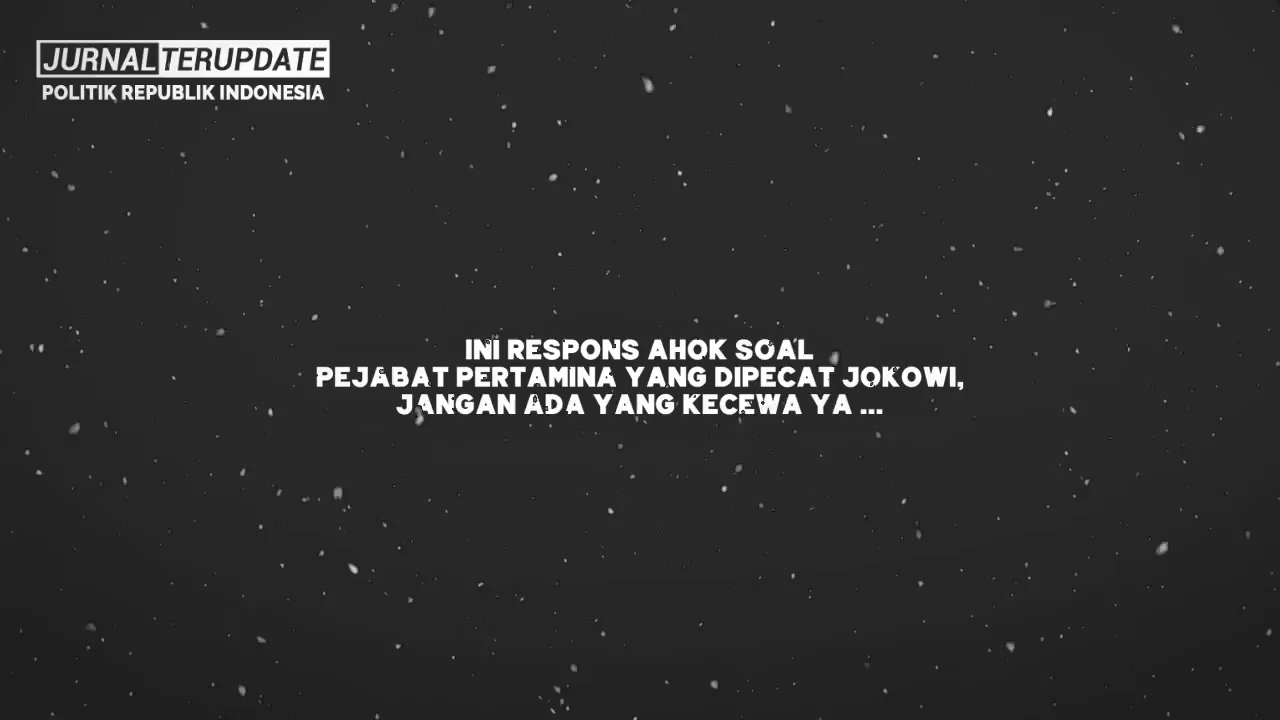 JURNALTERUPDATE
POLITIK REPUBLIK INDONESIA
INI RESPONS AHOK SOAL
PEJABAT PERTAMINA YANG DIPECAT JOKOWI,
JANGAN ADA YANG KECEWA YA ...